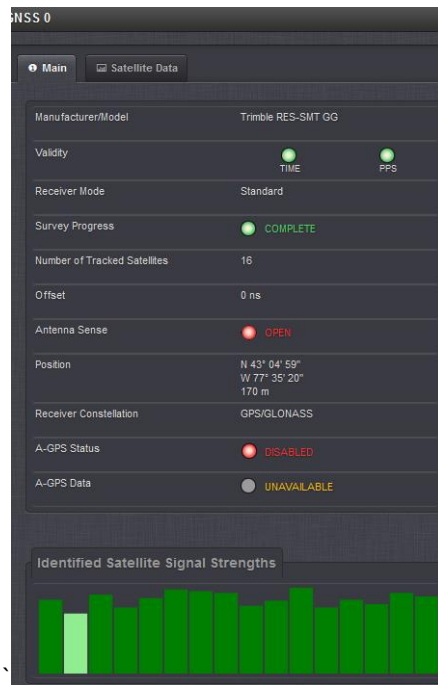 GNSS 0
Main
Satellite Data
Manufacturer/Model Trimble RES-SMT GG
Validity
TIME PPS
Receiver Mode Standard
Survey Progress COMPLETE
Number of Tracked Satellites 16
Offset 0 ns
Antenna Sense OPEN
Position N 43° 04' 59"
W 77° 35' 20"
170 m
Receiver Constellation GPS/GLONASS
A-GPS Status DISABLED
A-GPS Data UNAVAILABLE
Identified Satellite Signal Strengths
`